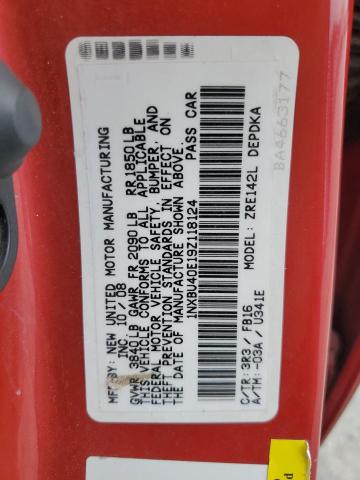 MFD. BY: NEW UNITED MOTOR MANUFACTURING
INC 10/08
GVWR 3840 LB GAWR FR 2090 LB RR 1850 LB
THIS VEHICLE CONFORMS TO ALL APPLICABLE
FEDERAL MOTOR VEHICLE SAFETY, BUMPER, AND
THEFT PREVENTION STANDARDS IN EFFECT ON
THE DATE OF MANUFACTURE SHOWN ABOVE.
1NXBU40E19Z118124 PASS CAR
C/TR: 3R3 / FB16 MODEL: ZRE142L DEPDKA
A/TM: -03A / U341E
BA4663177